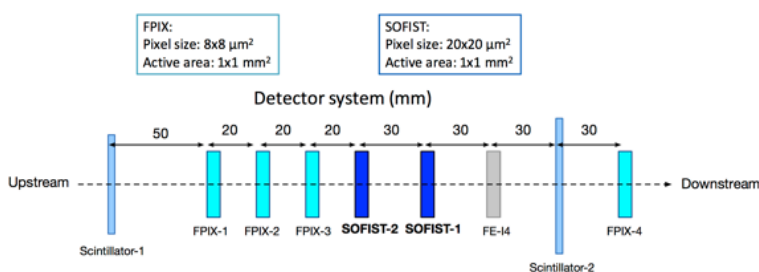 FPIX:
Pixel size: 8x8 µm²
Active area: 1x1 mm²
SOFIST:
Pixel size: 20x20 µm²
Active area: 1x1 mm²
Detector system (mm)
50 20 20 20 30 30 30 30
Upstream
Downstream
Scintillator-1
FPIX-1 FPIX-2 FPIX-3 SOFIST-2 SOFIST-1 FE-I4 FPIX-4
Scintillator-2